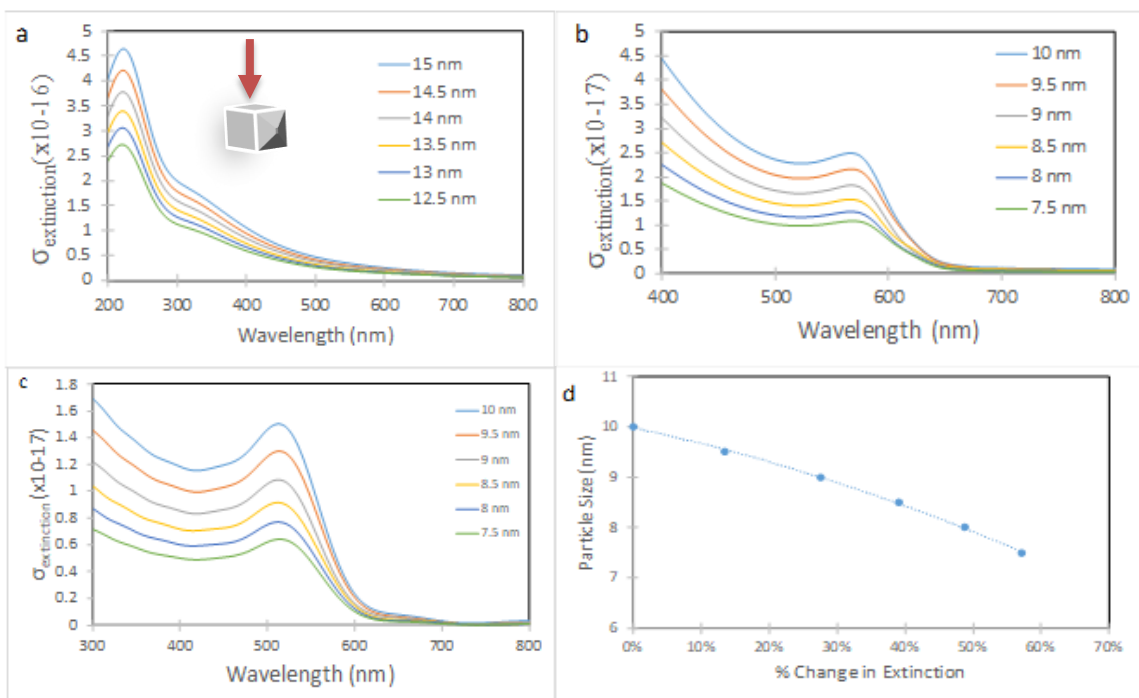 a
σextinction(x10-16)
5
4.5
4
3.5
3
2.5
2
1.5
1
0.5
0
200 300 400 500 600 700 800
Wavelength (nm)
15 nm
14.5 nm
14 nm
13.5 nm
13 nm
12.5 nm
b
σextinction(x10-17)
5
4.5
4
3.5
3
2.5
2
1.5
1
0.5
0
400 500 600 700 800
Wavelength (nm)
10 nm
9.5 nm
9 nm
8.5 nm
8 nm
7.5 nm
c
σextinction (x10-17)
1.8
1.6
1.4
1.2
1
0.8
0.6
0.4
0.2
0
300 400 500 600 700 800
Wavelength (nm)
10 nm
9.5 nm
9 nm
8.5 nm
8 nm
7.5 nm
d
Particle Size (nm)
11
10
9
8
7
6
0% 10% 20% 30% 40% 50% 60% 70%
% Change in Extinction